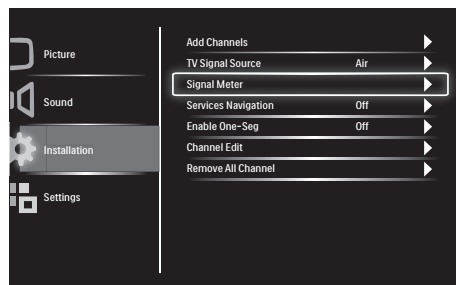 Picture
Sound
Installation
Settings
Add Channels
TV Signal Source Air
Signal Meter
Services Navigation Off
Enable One-Seg Off
Channel Edit
Remove All Channel